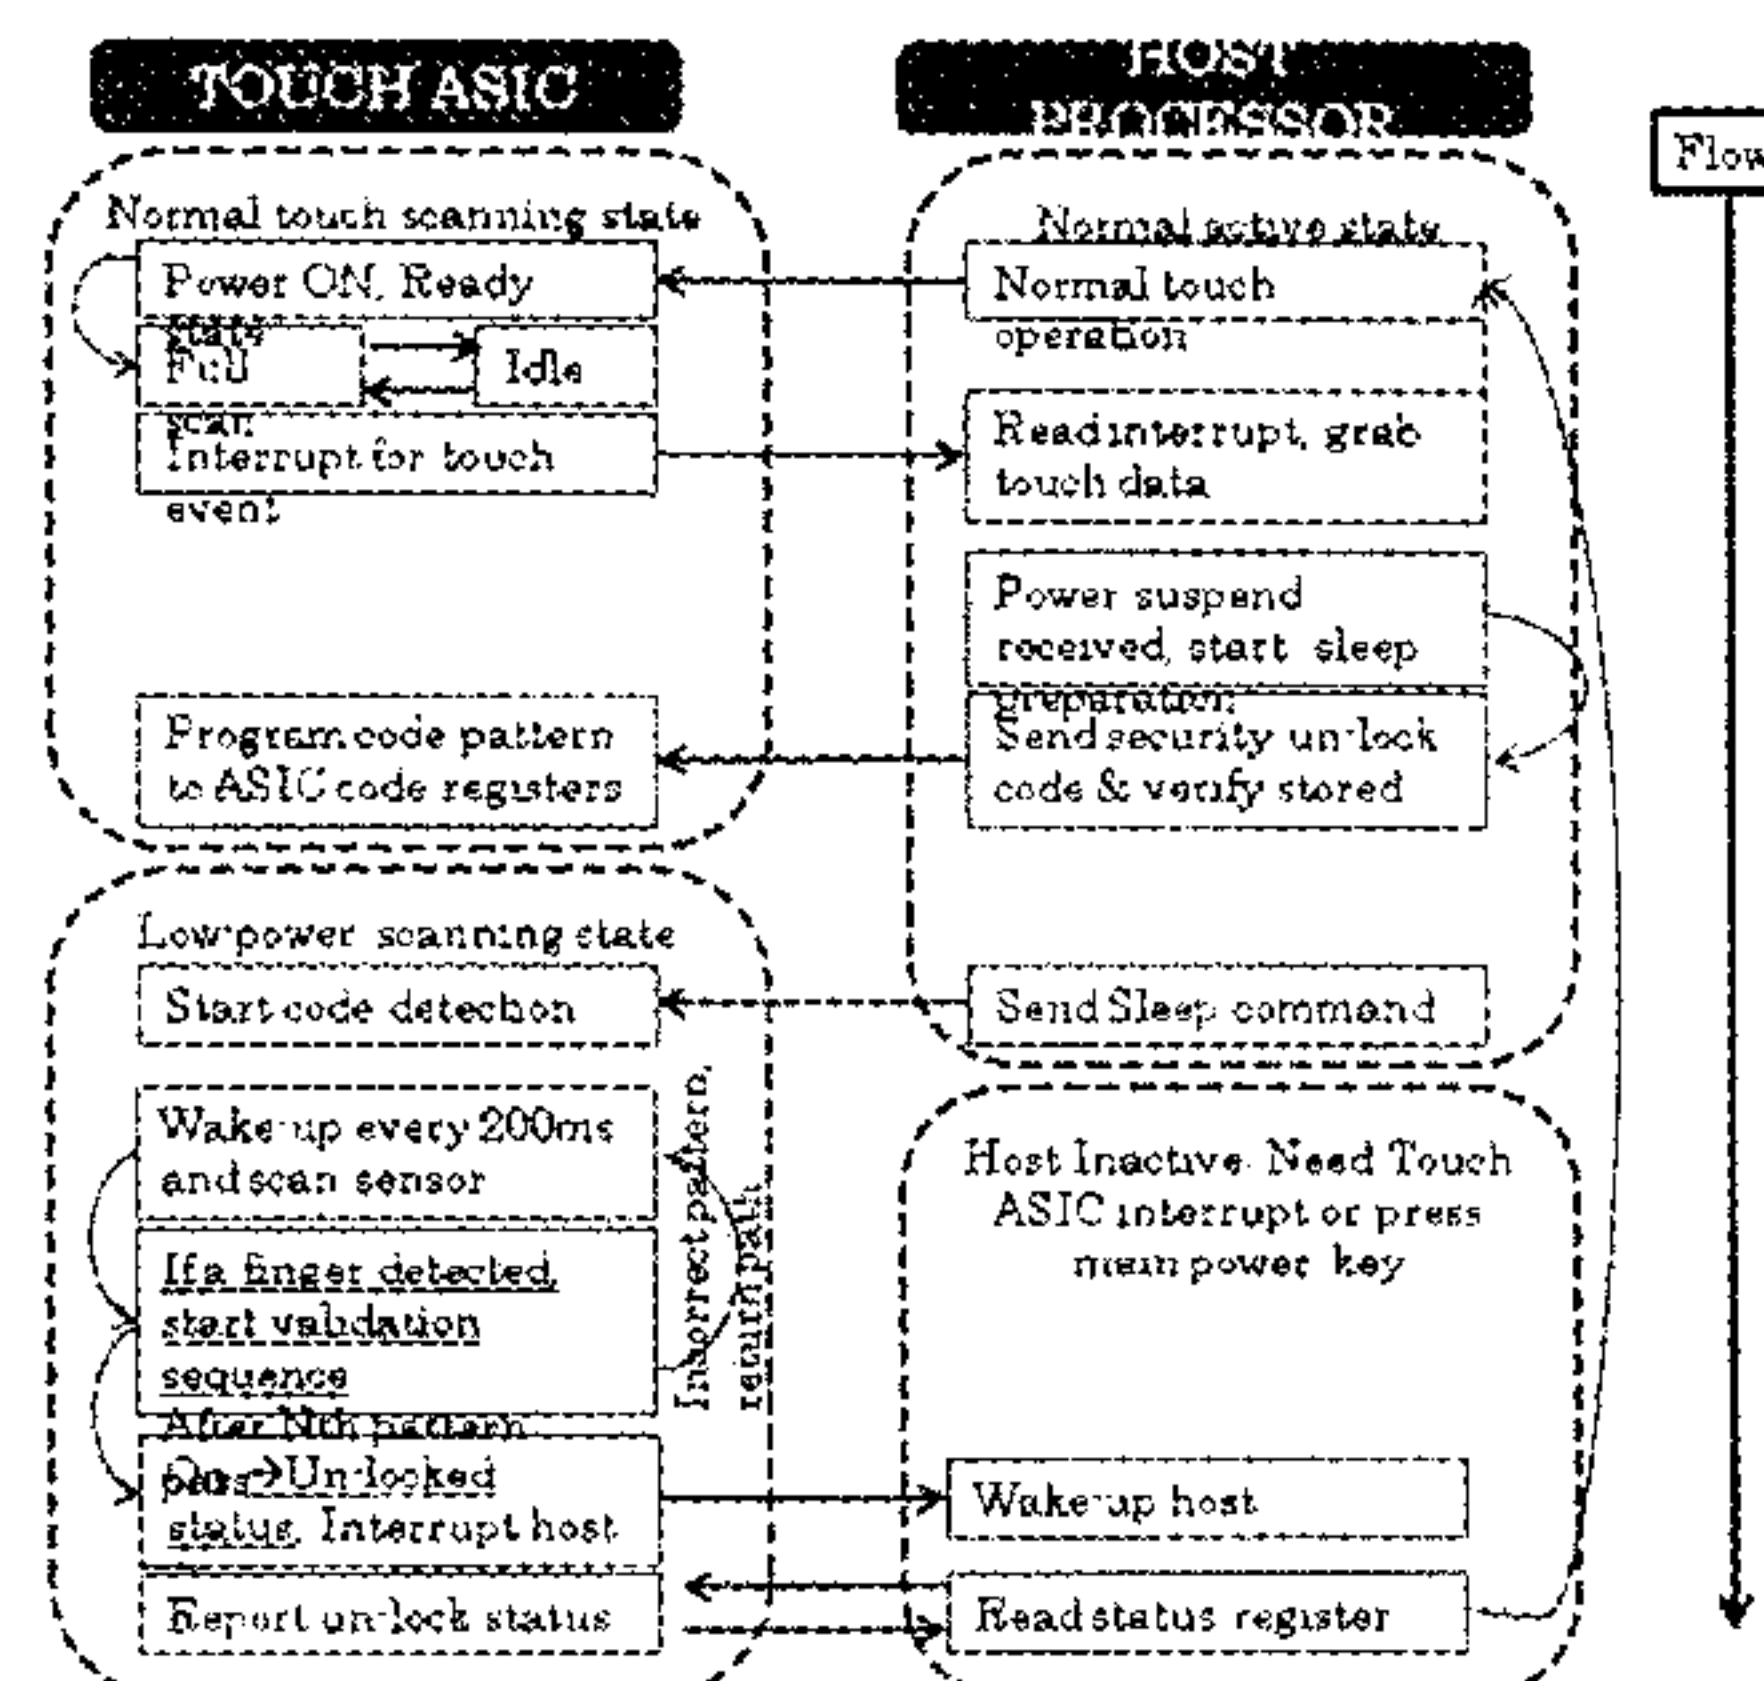 TOUCH ASIC
HOST
PROCESSOR
Flow
Normal touch scanning state
Power ON, Ready
state
Full
scan
Idle
Interrupt for touch
event
Program code pattern
to ASIC code registers
Normal active state
Normal touch
operation
Read interrupt, grab
touch data
Power suspend
received, start sleep
preparation
Send security un-lock
code & verify stored
Send Sleep command
Low-power scanning state
Start code detection
Wake-up every 200ms
and scan sensor
If a finger detected,
start validation
sequence
After Nth pattern
pass
→Un-locked
status, Interrupt host
Report un-lock status
Incorrect pattern,
return path
Host Inactive. Need Touch
ASIC interrupt or press
main power key
Wake-up host
Read status register